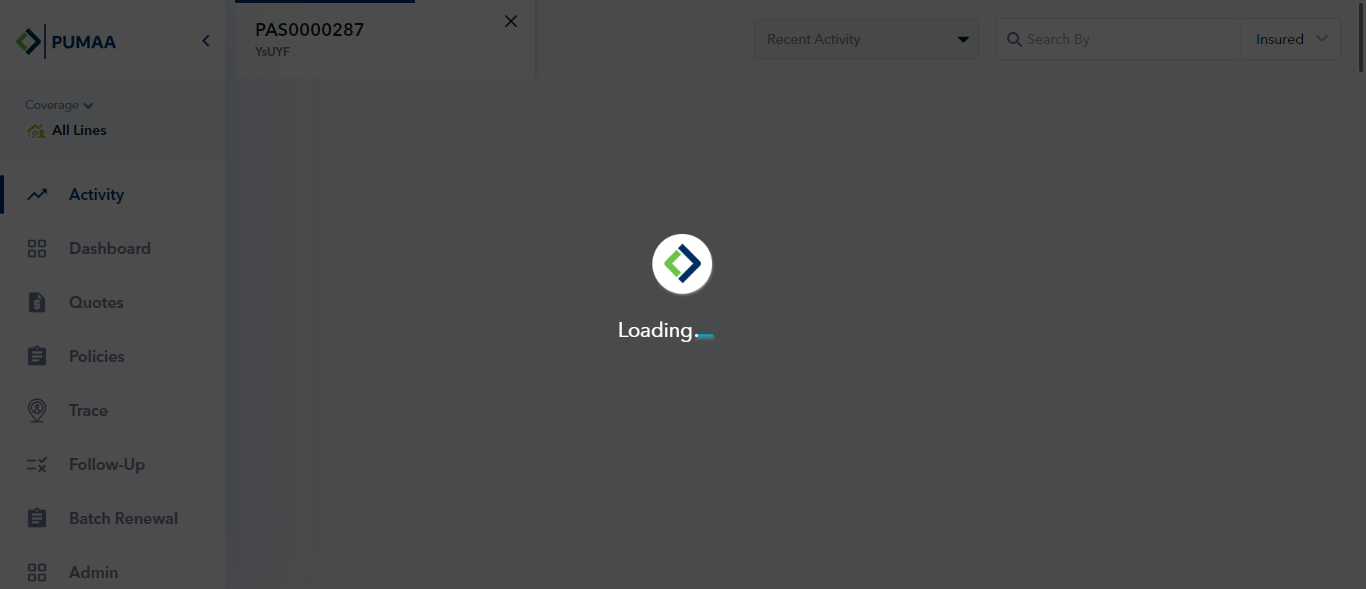 PUMAA
PAS0000287
YsUYF
Recent Activity
Search By
Insured
Coverage
All Lines
Activity
Dashboard
Quotes
Policies
Trace
Follow-Up
Batch Renewal
Admin
Loading.